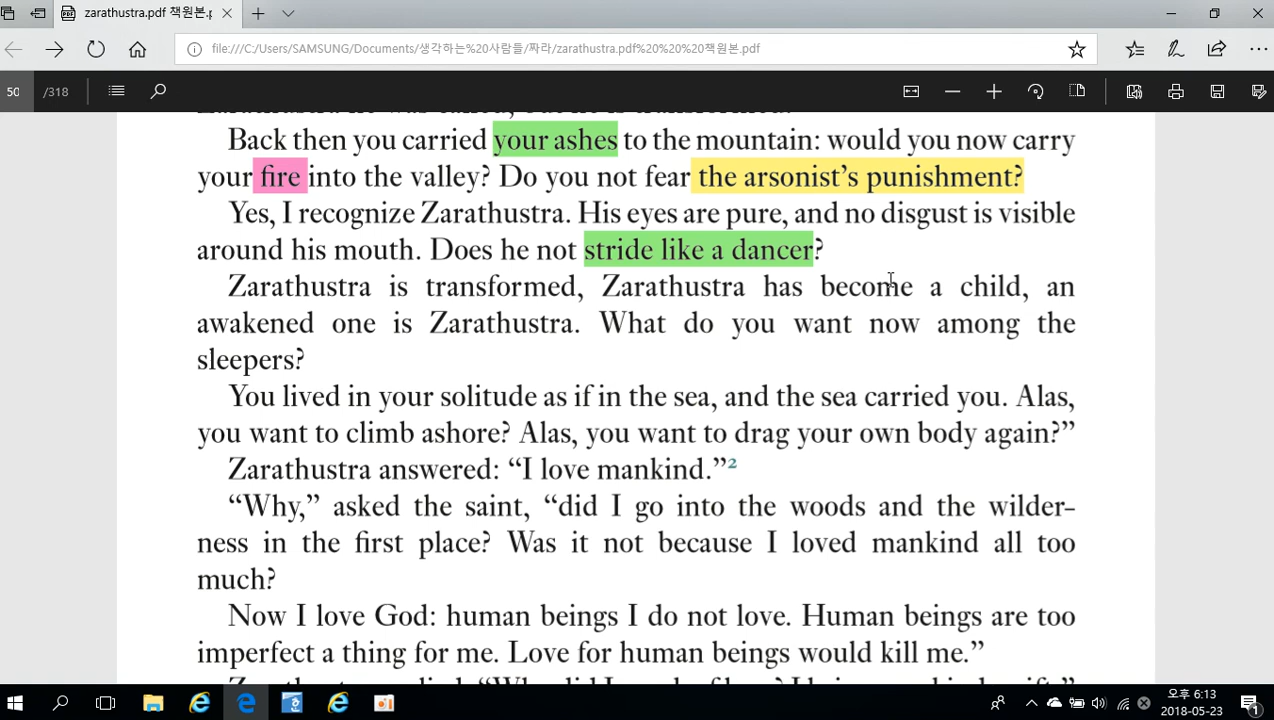 zarathustra.pdf 책원본.p
file:///C:/Users/SAMSUNG/Documents/생각하는%20사람들/짜라/zarathustra.pdf%20%20%20책원본.pdf
50 /318
Back then you carried your ashes to the mountain: would you now carry
your fire into the valley? Do you not fear the arsonist’s punishment?
Yes, I recognize Zarathustra. His eyes are pure, and no disgust is visible
around his mouth. Does he not stride like a dancer?
Zarathustra is transformed, Zarathustra has become a child, an
awakened one is Zarathustra. What do you want now among the
sleepers?
You lived in your solitude as if in the sea, and the sea carried you. Alas,
you want to climb ashore? Alas, you want to drag your own body again?”
Zarathustra answered: “I love mankind.”2
“Why,” asked the saint, “did I go into the woods and the wilder-
ness in the first place? Was it not because I loved mankind all too
much?
Now I love God: human beings I do not love. Human beings are too
imperfect a thing for me. Love for human beings would kill me.”
오후 6:13
2018-05-23
1